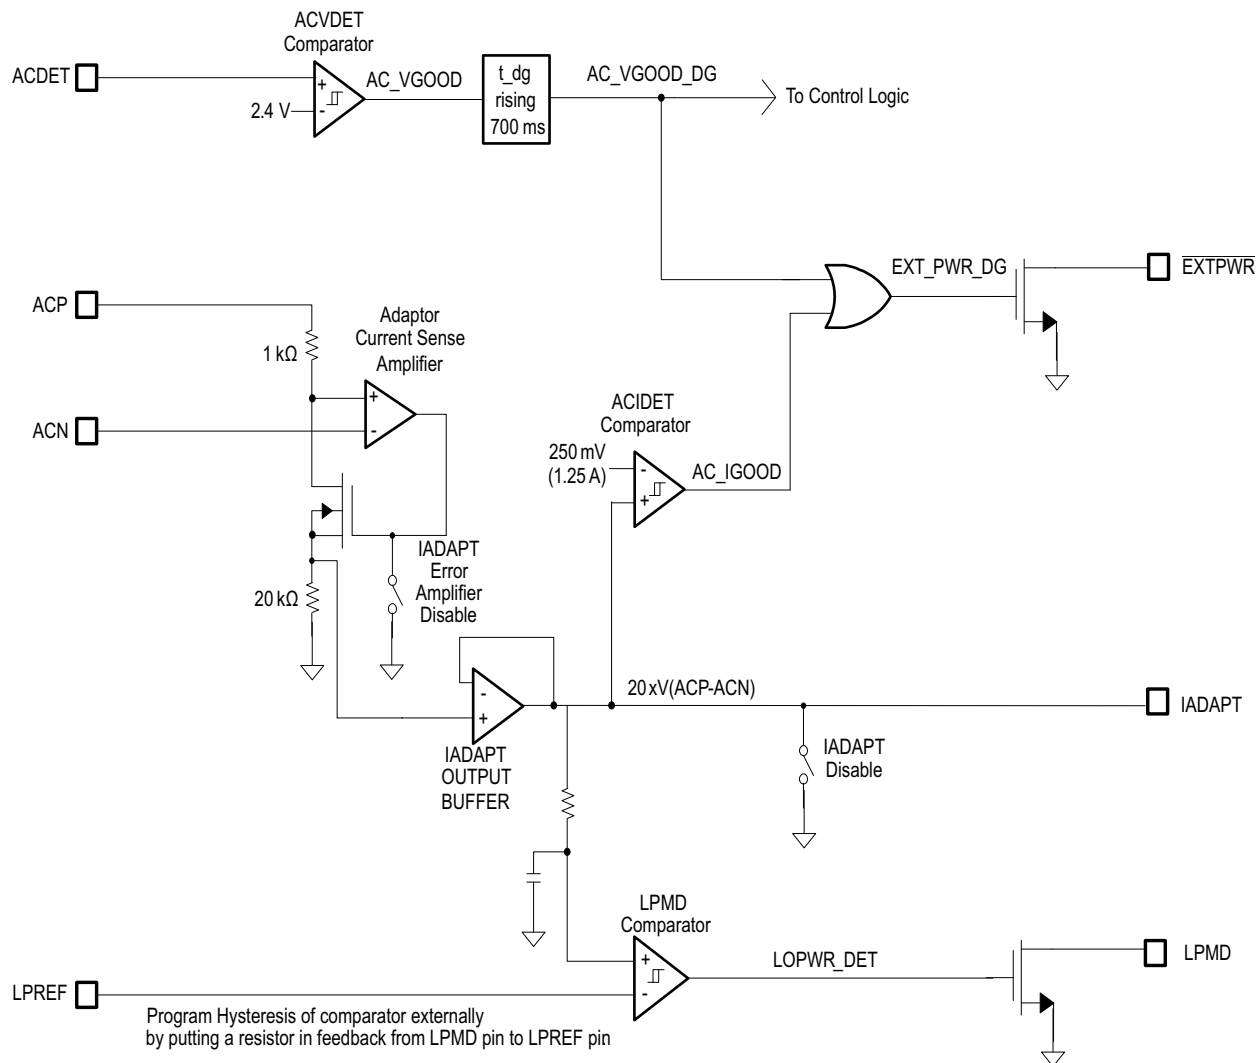 ACVDET
Comparator
ACDET
+
-
2.4 V
AC_VGOOD
t_dg
rising
700 ms
AC_VGOOD_DG
To Control Logic
EXT_PWR_DG
EXTPWR
ACP
1 kΩ
Adaptor
Current Sense
Amplifier
+
-
ACN
ACIDET
Comparator
250 mV
(1.25 A)
-
+
AC_IGOOD
IADAPT
Error
Amplifier
Disable
20 kΩ
-
+
IADAPT
OUTPUT
BUFFER
20 xV(ACP-ACN)
IADAPT
IADAPT
Disable
LPMD
Comparator
+
-
LOPWR_DET
LPMD
LPREF
Program Hysteresis of comparator externally
by putting a resistor in feedback from LPMD pin to LPREF pin